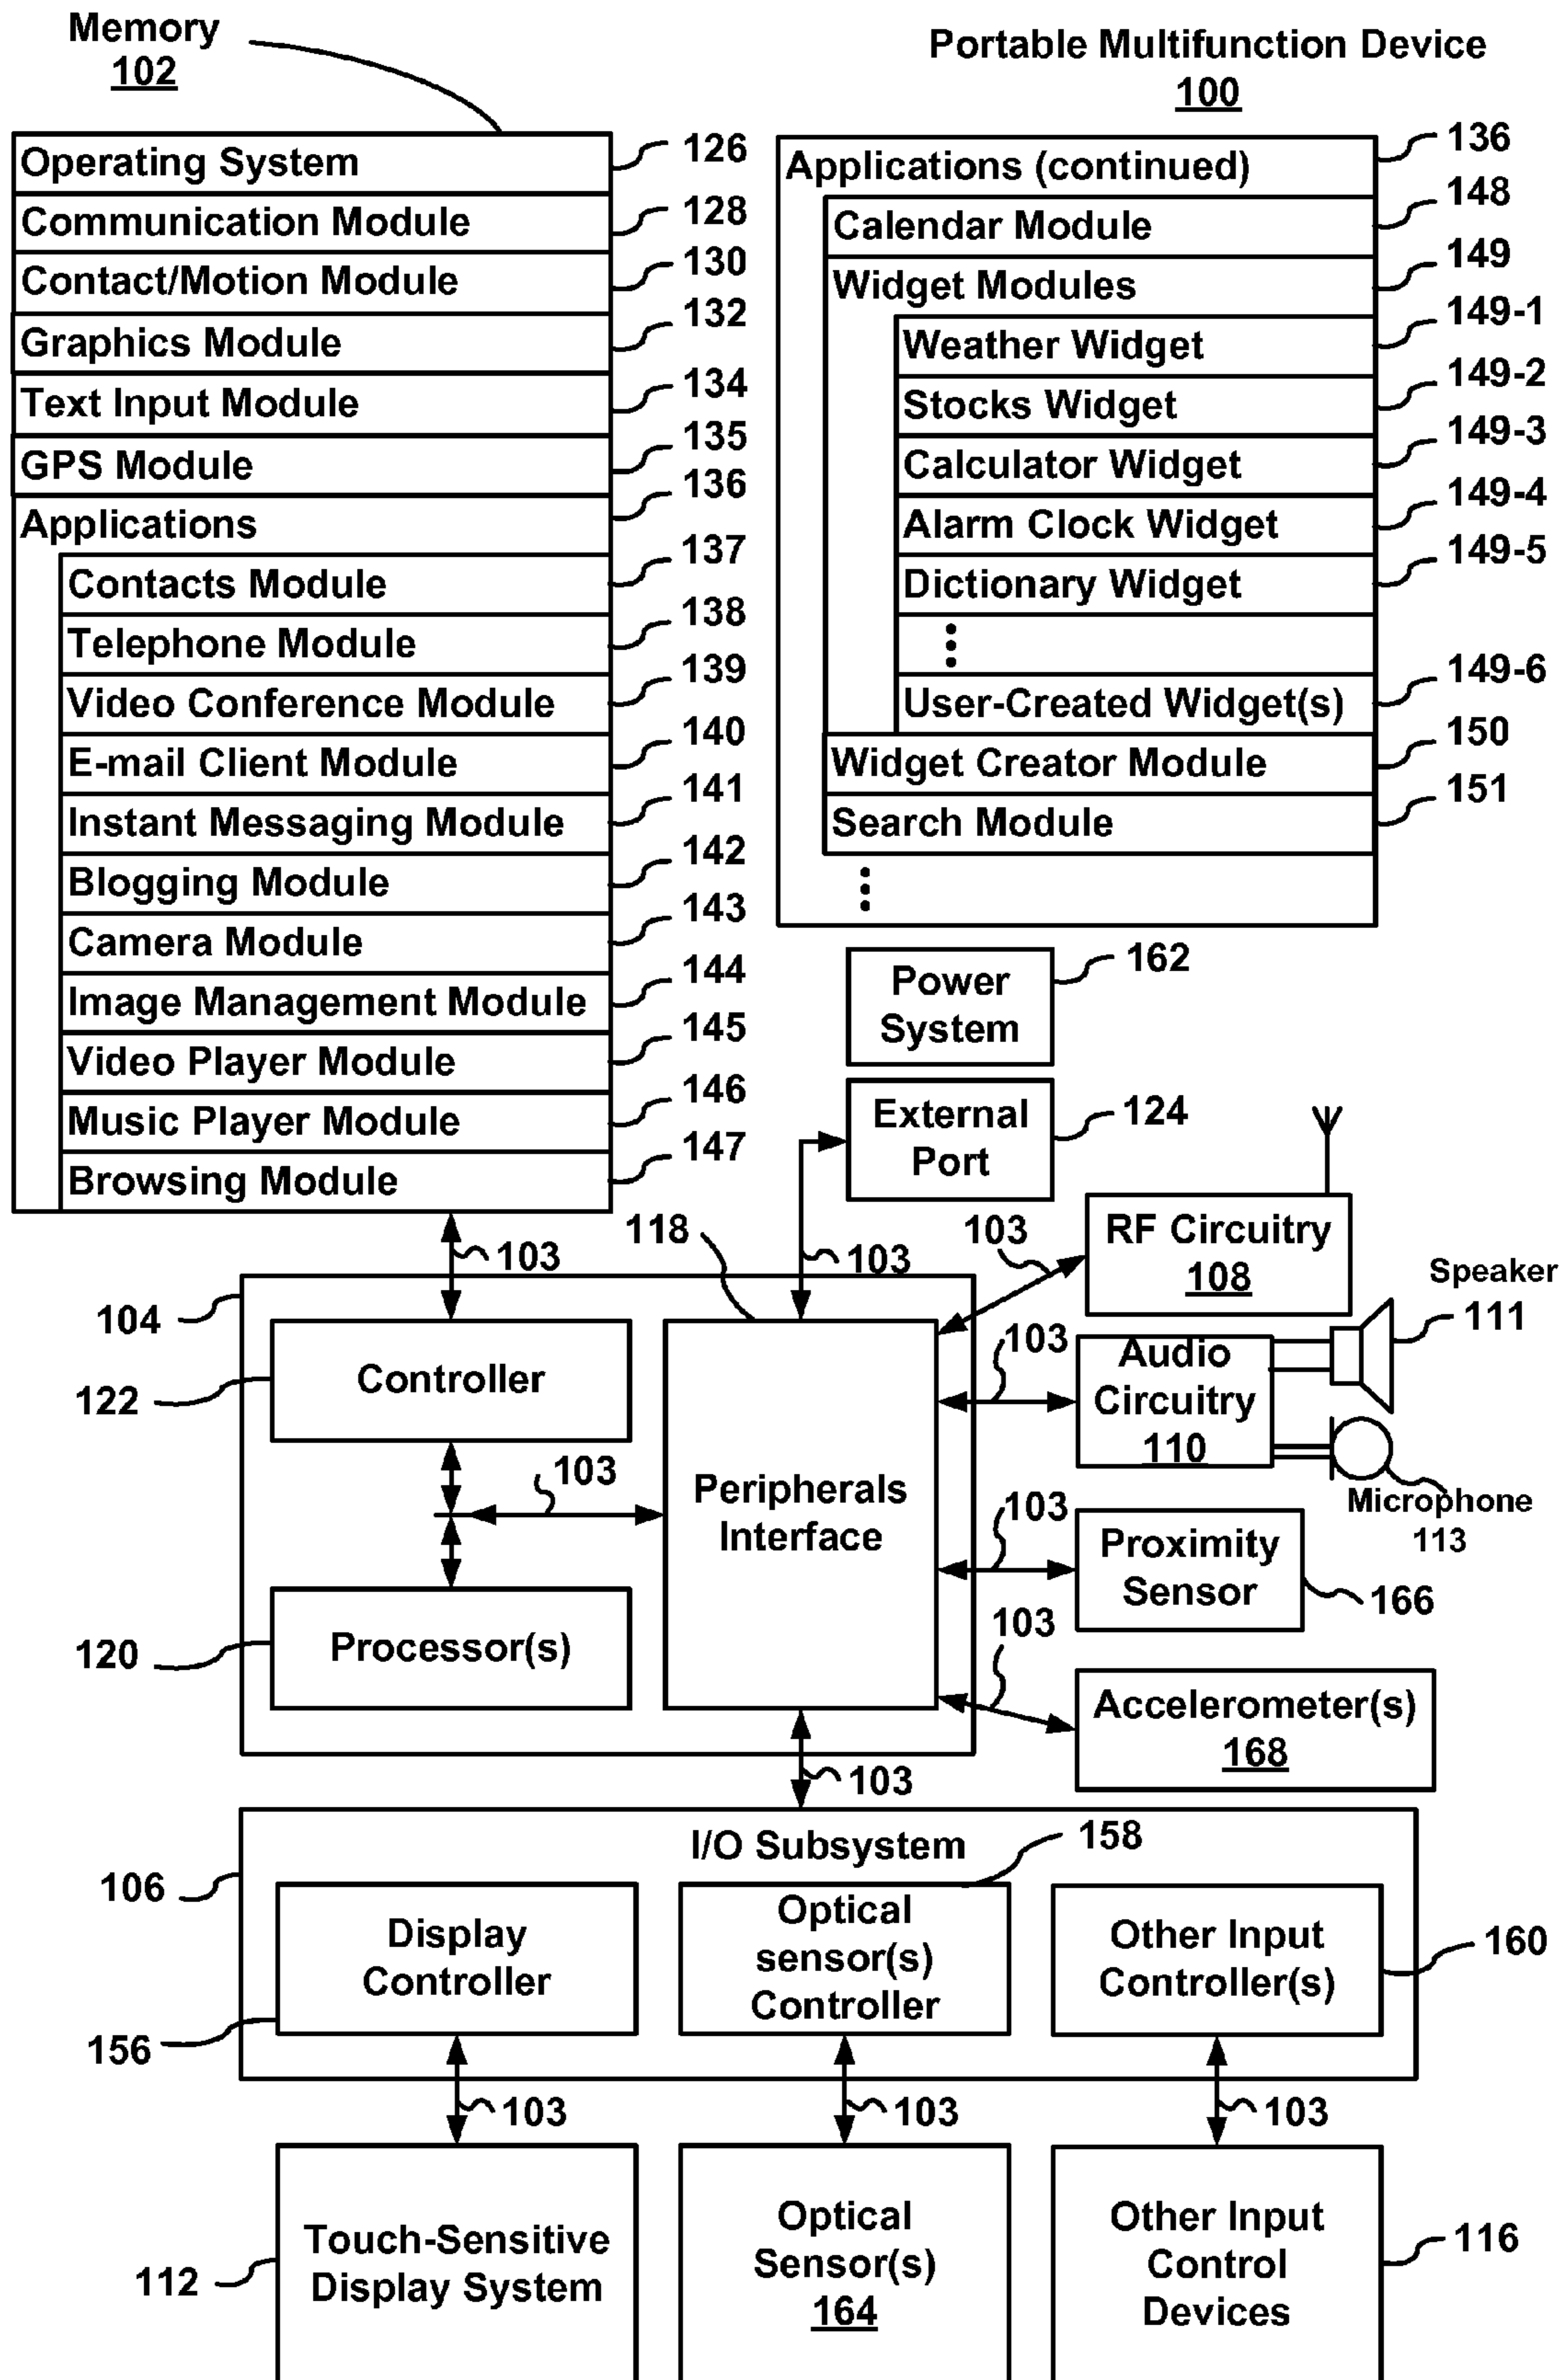 Memory
102
Portable Multifunction Device
100
Operating System
126
Communication Module
128
Contact/Motion Module
130
Graphics Module
132
Text Input Module
134
GPS Module
135
Applications
136
Contacts Module
137
Telephone Module
138
Video Conference Module
139
E-mail Client Module
140
Instant Messaging Module
141
Blogging Module
142
Camera Module
143
Image Management Module
144
Video Player Module
145
Music Player Module
146
Browsing Module
147
Applications (continued)
136
Calendar Module
148
Widget Modules
149
Weather Widget
149-1
Stocks Widget
149-2
Calculator Widget
149-3
Alarm Clock Widget
149-4
Dictionary Widget
149-5
User-Created Widget(s)
149-6
Widget Creator Module
150
Search Module
151
Power
System
162
External
Port
124
103
118
103
103
RF Circuitry
108
Speaker
111
104
Controller
122
103
Audio
Circuitry
110
Microphone
113
103
Peripherals
Interface
103
Proximity
Sensor
166
Processor(s)
120
103
Accelerometer(s)
168
103
I/O Subsystem
158
106
Display
Controller
156
Optical
sensor(s)
Controller
Other Input
Controller(s)
160
103
103
103
Touch-Sensitive
Display System
112
Optical
Sensor(s)
164
Other Input
Control
Devices
116